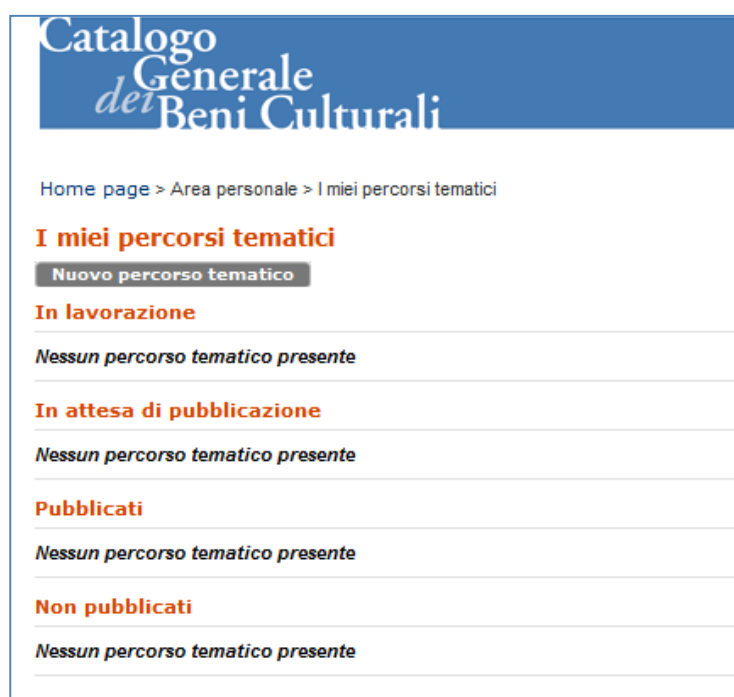 Catalogo
Generale
dei Beni Culturali
Home page > Area personale > I miei percorsi tematici
I miei percorsi tematici
Nuovo percorso tematico
In lavorazione
Nessun percorso tematico presente
In attesa di pubblicazione
Nessun percorso tematico presente
Pubblicati
Nessun percorso tematico presente
Non pubblicati
Nessun percorso tematico presente